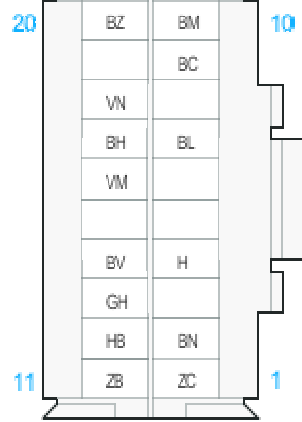 20 BZ BM 10
BC
VN
BH BL
VM
BV H
GH
HB BN
11 ZB ZC 1